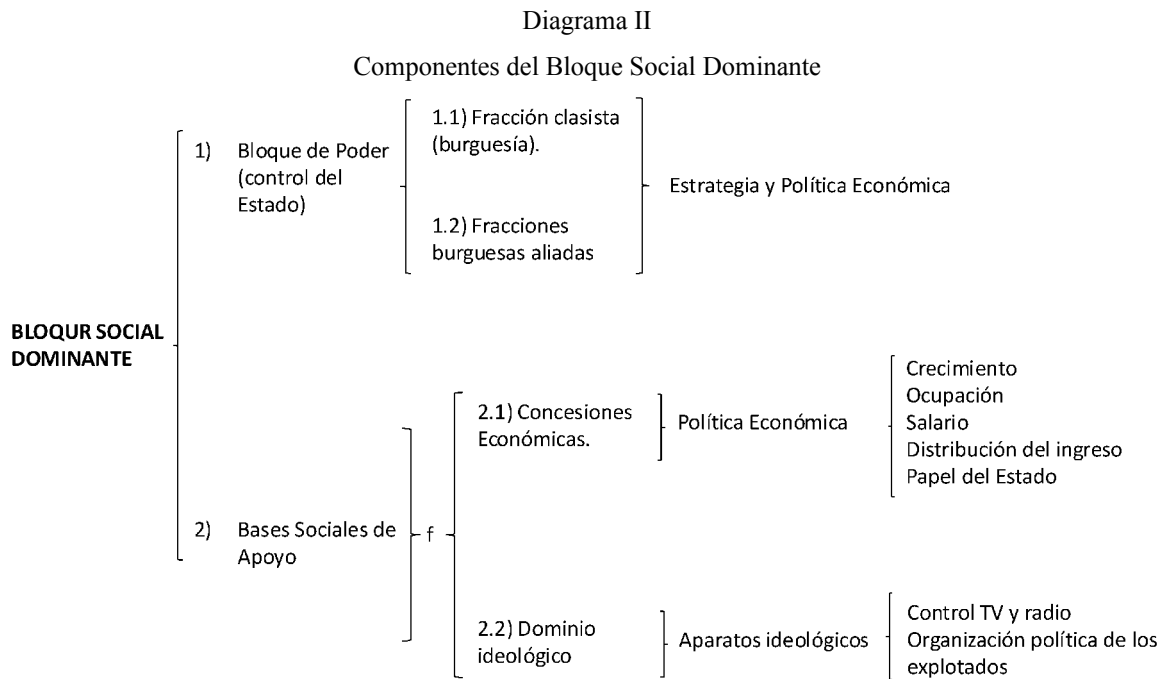 Diagrama II
Componentes del Bloque Social Dominante
BLOQUR SOCIAL
DOMINANTE
1) Bloque de Poder
(control del
Estado)
1.1) Fracción clasista
(burguesía).
1.2) Fracciones
burguesas aliadas
Estrategia y Política Económica
2) Bases Sociales de
Apoyo
f
2.1) Concesiones
Económicas.
Política Económica
Crecimiento
Ocupación
Salario
Distribución del ingreso
Papel del Estado
2.2) Dominio
ideológico
Aparatos ideológicos
Control TV y radio
Organización política de los
explotados